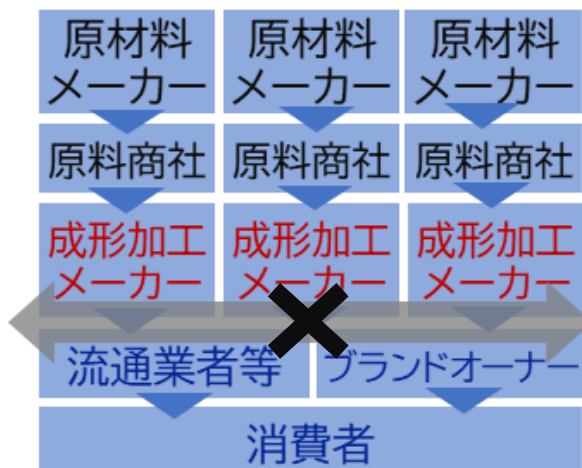 原材料 原材料 原材料
メーカー メーカー メーカー
原料商社 原料商社 原料商社
成形加工 成形加工 成形加工
メーカー メーカー メーカー
流通業者等 ブランドオーナー
消費者